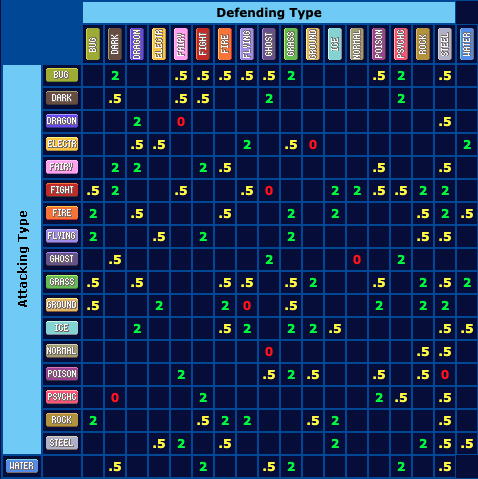 Defending Type
BUG DARK DRAGON ELECTR FAIRY FIGHT FIRE FLYING GHOST GRASS GROUND ICE NORMAL POISON PSYCHC ROCK STEEL WATER
Attacking Type
BUG 2 .5 .5 .5 .5 .5 2 .5 2 .5
DARK .5 .5 .5 2 2
DRAGON 2 0 .5
ELECTR .5 .5 2 .5 0 2
FAIRY 2 2 2 .5 .5 .5
FIGHT .5 2 .5 .5 0 2 2 .5 .5 2 2
FIRE 2 .5 .5 2 2 .5 2 .5
FLYING 2 .5 2 2 .5 .5
GHOST .5 2 0 2
GRASS .5 .5 .5 .5 .5 2 .5 2 .5 2
GROUND .5 2 2 0 .5 2 2 2
ICE 2 .5 2 2 2 .5 .5 .5
NORMAL 0 .5 .5
POISON 2 .5 2 .5 .5 .5 0
PSYCHC 0 2 2 .5 .5
ROCK 2 .5 2 2 .5 2 .5
STEEL .5 2 .5 2 2 .5 .5
WATER .5 2 .5 2 2 .5